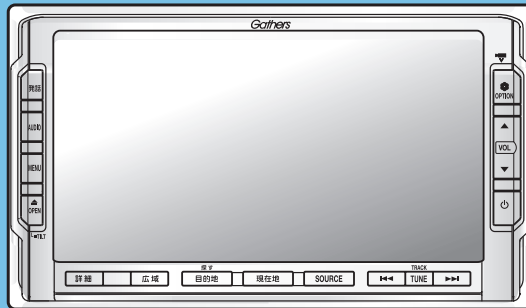 Gathers
発話
AUDIO
MENU
OPEN
TILT
OPTION
VOL
探す
TRACK
詳細
広域
目的地
現在地
SOURCE
TUNE